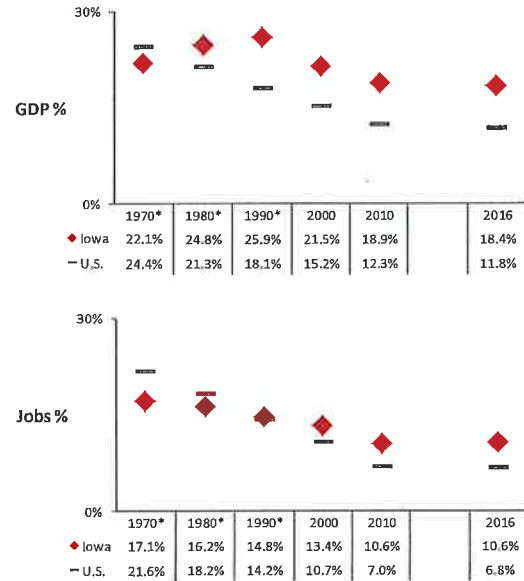 30%
GDP %
0%
1970* 1980* 1990* 2000 2010 2016
Iowa 22.1% 24.8% 25.9% 21.5% 18.9% 18.4%
U.S. 24.4% 21.3% 18.1% 15.2% 12.3% 11.8%
30%
Jobs %
0%
1970* 1980* 1990* 2000 2010 2016
Iowa 17.1% 16.2% 14.8% 13.4% 10.6% 10.6%
U.S. 21.6% 18.2% 14.2% 10.7% 7.0% 6.8%